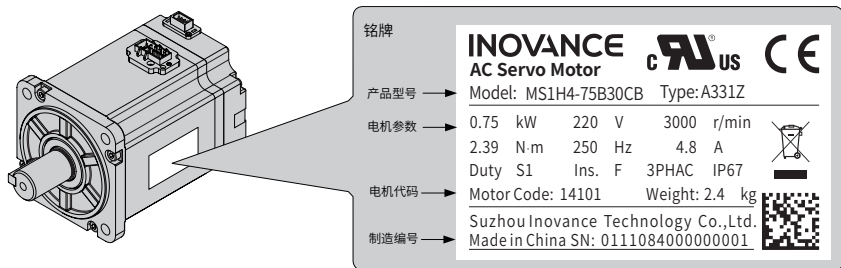 铭牌
INOVANCE
AC Servo Motor
C RU® US CE
产品型号 Model: MS1H4-75B30CB Type:A331Z
电机参数 0.75 kW 220 V 3000 r/min
2.39 N·m 250 Hz 4.8 A
Duty S1 Ins. F 3PHAC IP67
电机代码 Motor Code: 14101 Weight: 2.4 kg
Suzhou Inovance Technology Co.,Ltd.
制造编号 Made in China SN: 0111084000000001